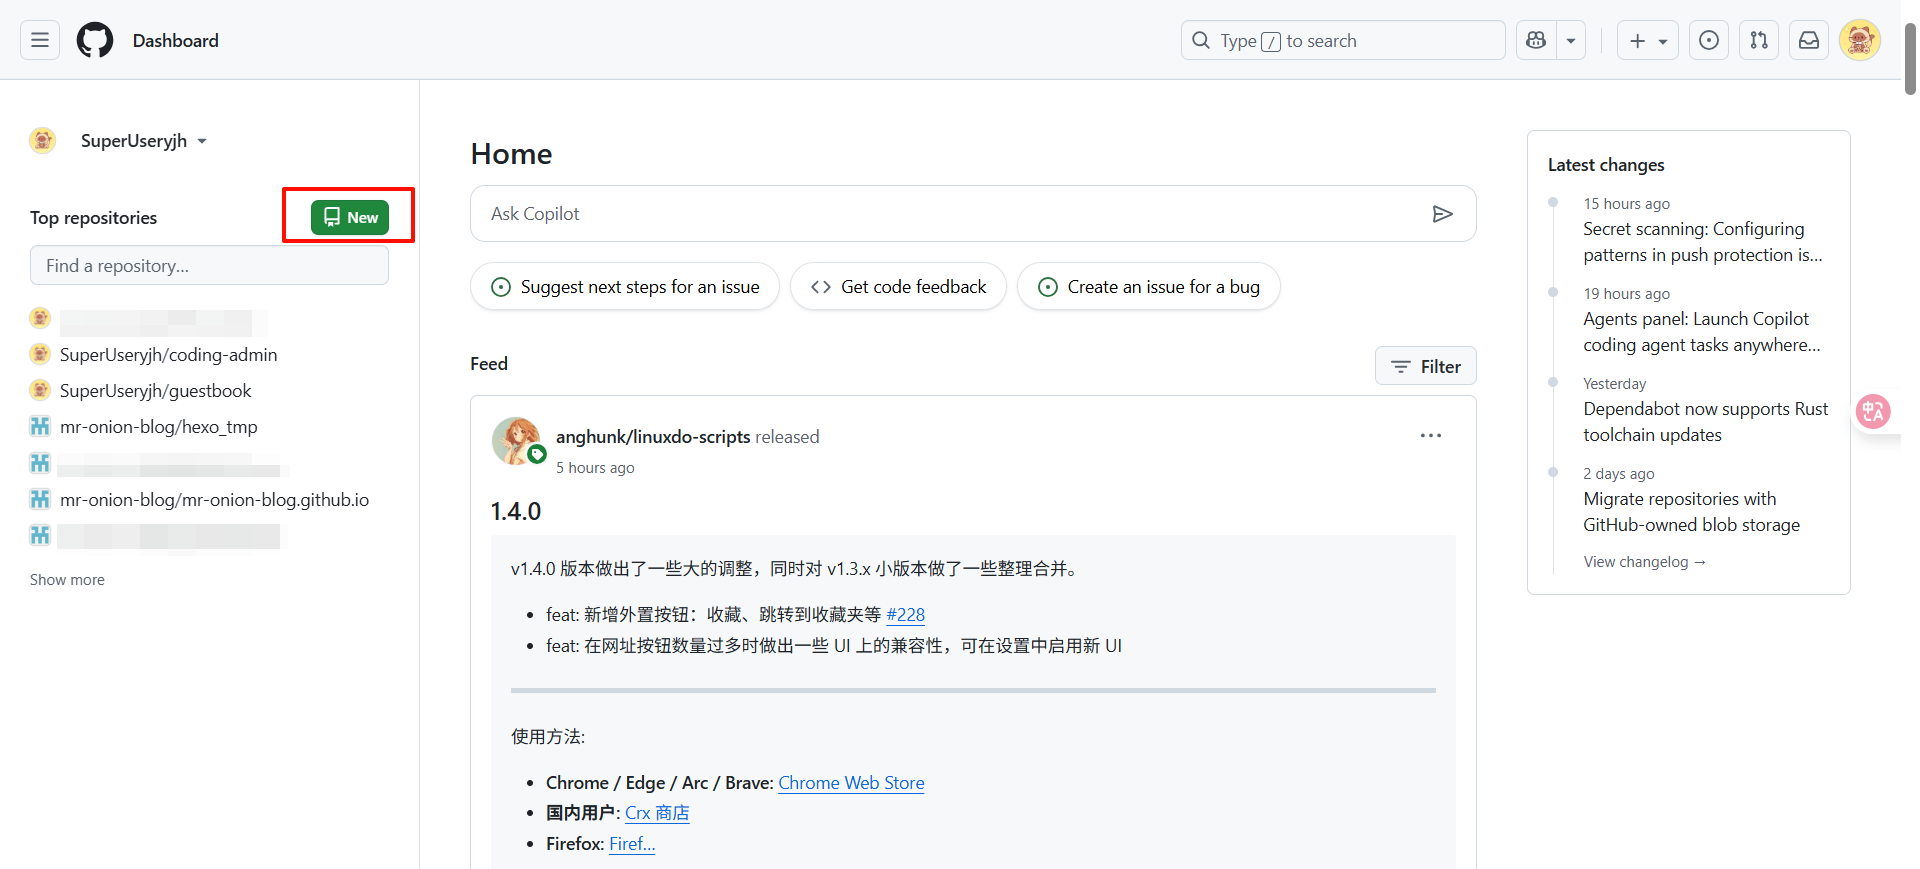 Dashboard
Type / to search
SuperUseryjh
Top repositories
New
Find a repository...
SuperUseryjh/coding-admin
SuperUseryjh/guestbook
mr-onion-blog/hexo_tmp
mr-onion-blog/mr-onion-blog.github.io
Show more
Home
Ask Copilot
Suggest next steps for an issue
Get code feedback
Create an issue for a bug
Feed
Filter
anghunk/linuxdo-scripts released
5 hours ago
1.4.0
v1.4.0 版本做出了一些大的调整，同时对 v1.3.x 小版本做了一些整理合并。
feat: 新增外置按钮：收藏、跳转到收藏夹等 #228
feat: 在网址按钮数量过多时做出一些 UI 上的兼容性，可在设置中启用新 UI
使用方法:
Chrome / Edge / Arc / Brave: Chrome Web Store
国内用户: Crx 商店
Firefox: Firef...
Latest changes
15 hours ago
Secret scanning: Configuring
patterns in push protection is...
19 hours ago
Agents panel: Launch Copilot
coding agent tasks anywhere...
Yesterday
Dependabot now supports Rust
toolchain updates
2 days ago
Migrate repositories with
GitHub-owned blob storage
View changelog →
中A